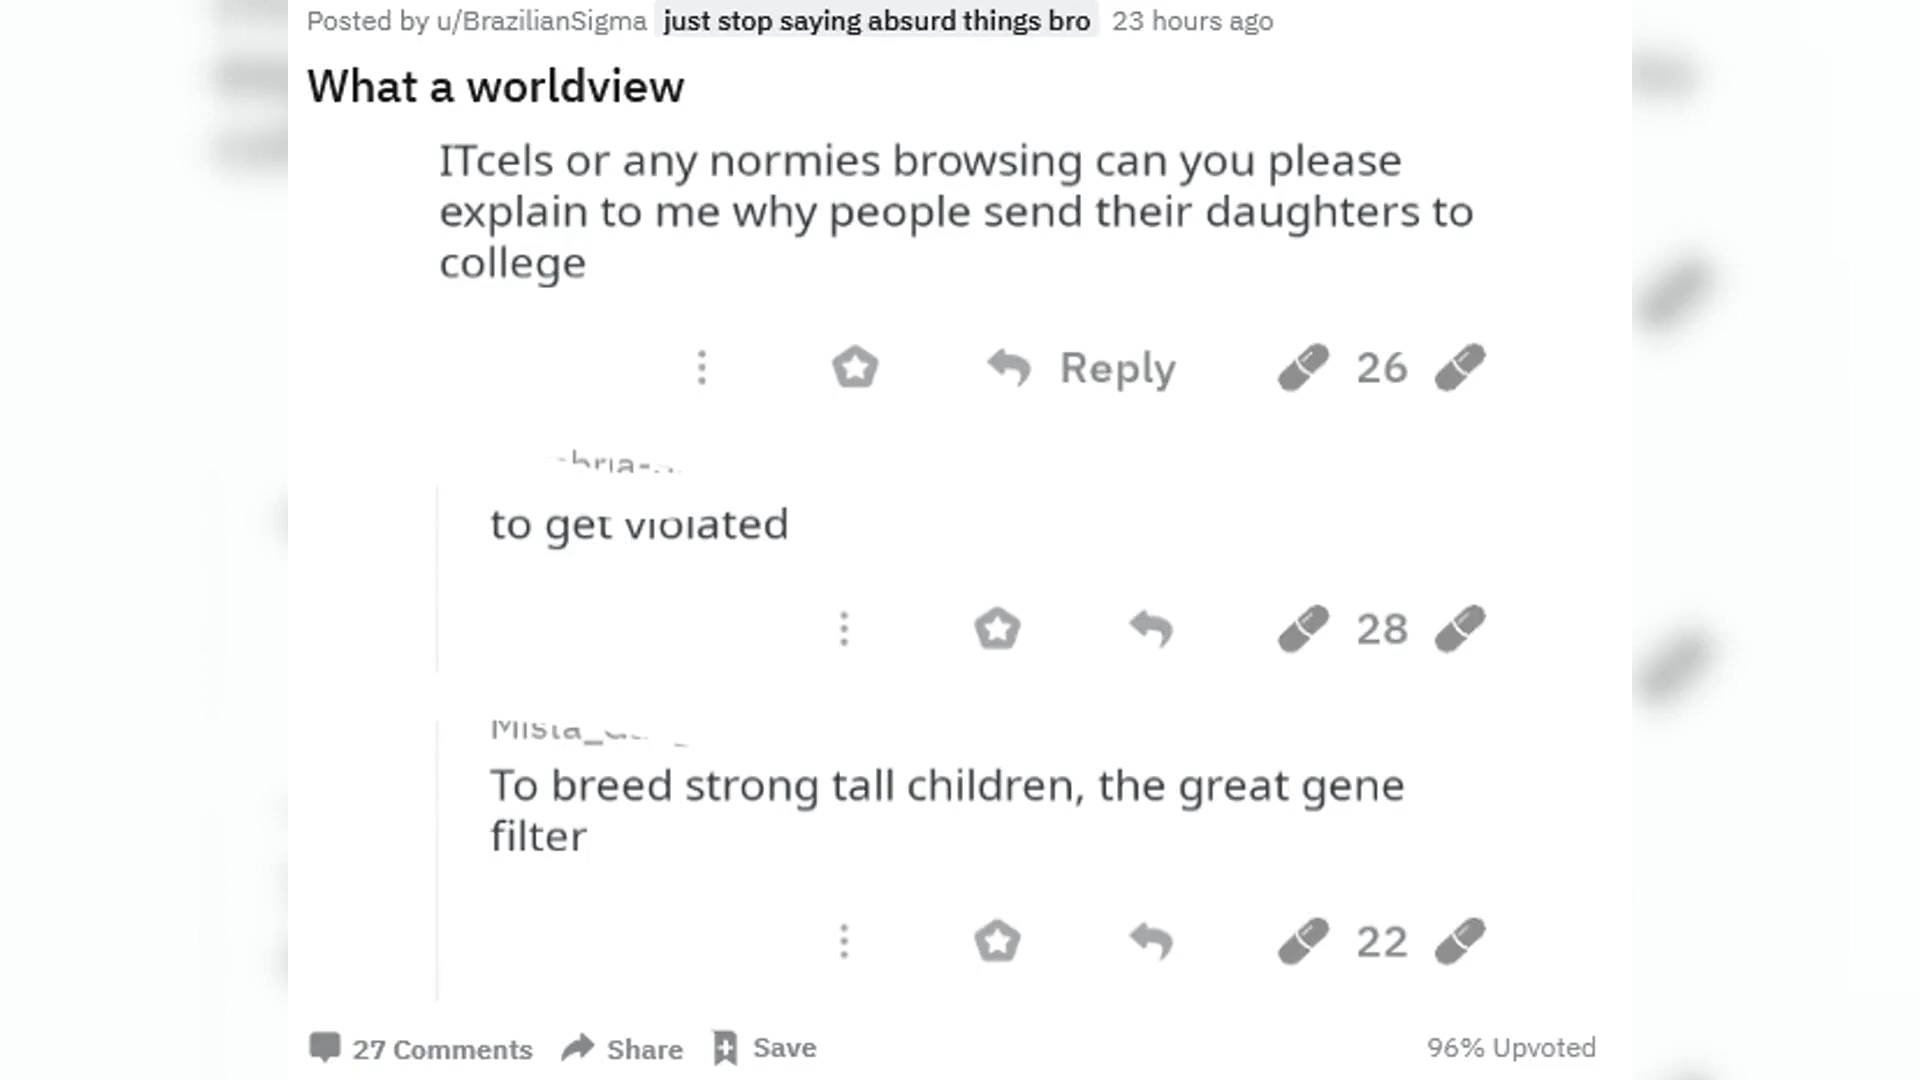 Posted by u/BrazilianSigma just stop saying absurd things bro 23 hours ago
What a worldview
ITcels or any normies browsing can you please
explain to me why people send their daughters to
college
Reply 26
to get violated
28
To breed strong tall children, the great gene
filter
22
27 Comments Share Save 96% Upvoted